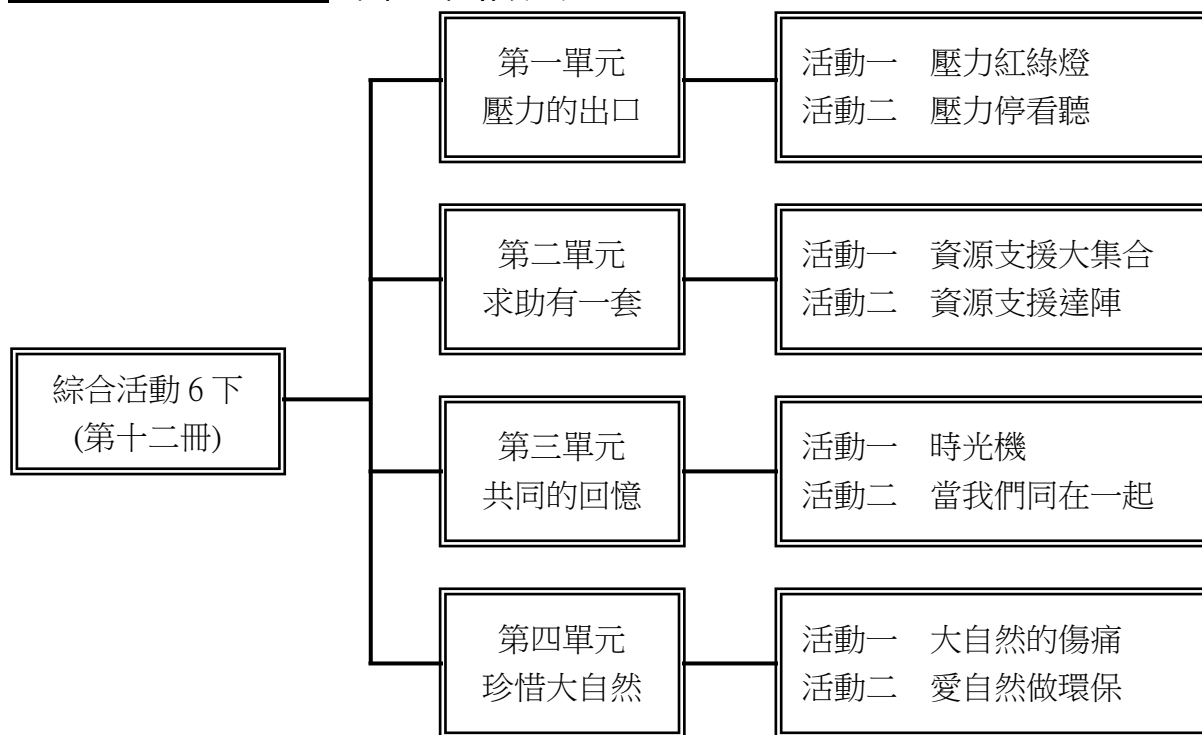 第一單元
壓力的出口
活動一　壓力紅綠燈
活動二　壓力停看聽
第二單元
求助有一套
活動一　資源支援大集合
活動二　資源支援達陣
綜合活動 6 下
(第十二冊)
第三單元
共同的回憶
活動一　時光機
活動二　當我們同在一起
第四單元
珍惜大自然
活動一　大自然的傷痛
活動二　愛自然做環保